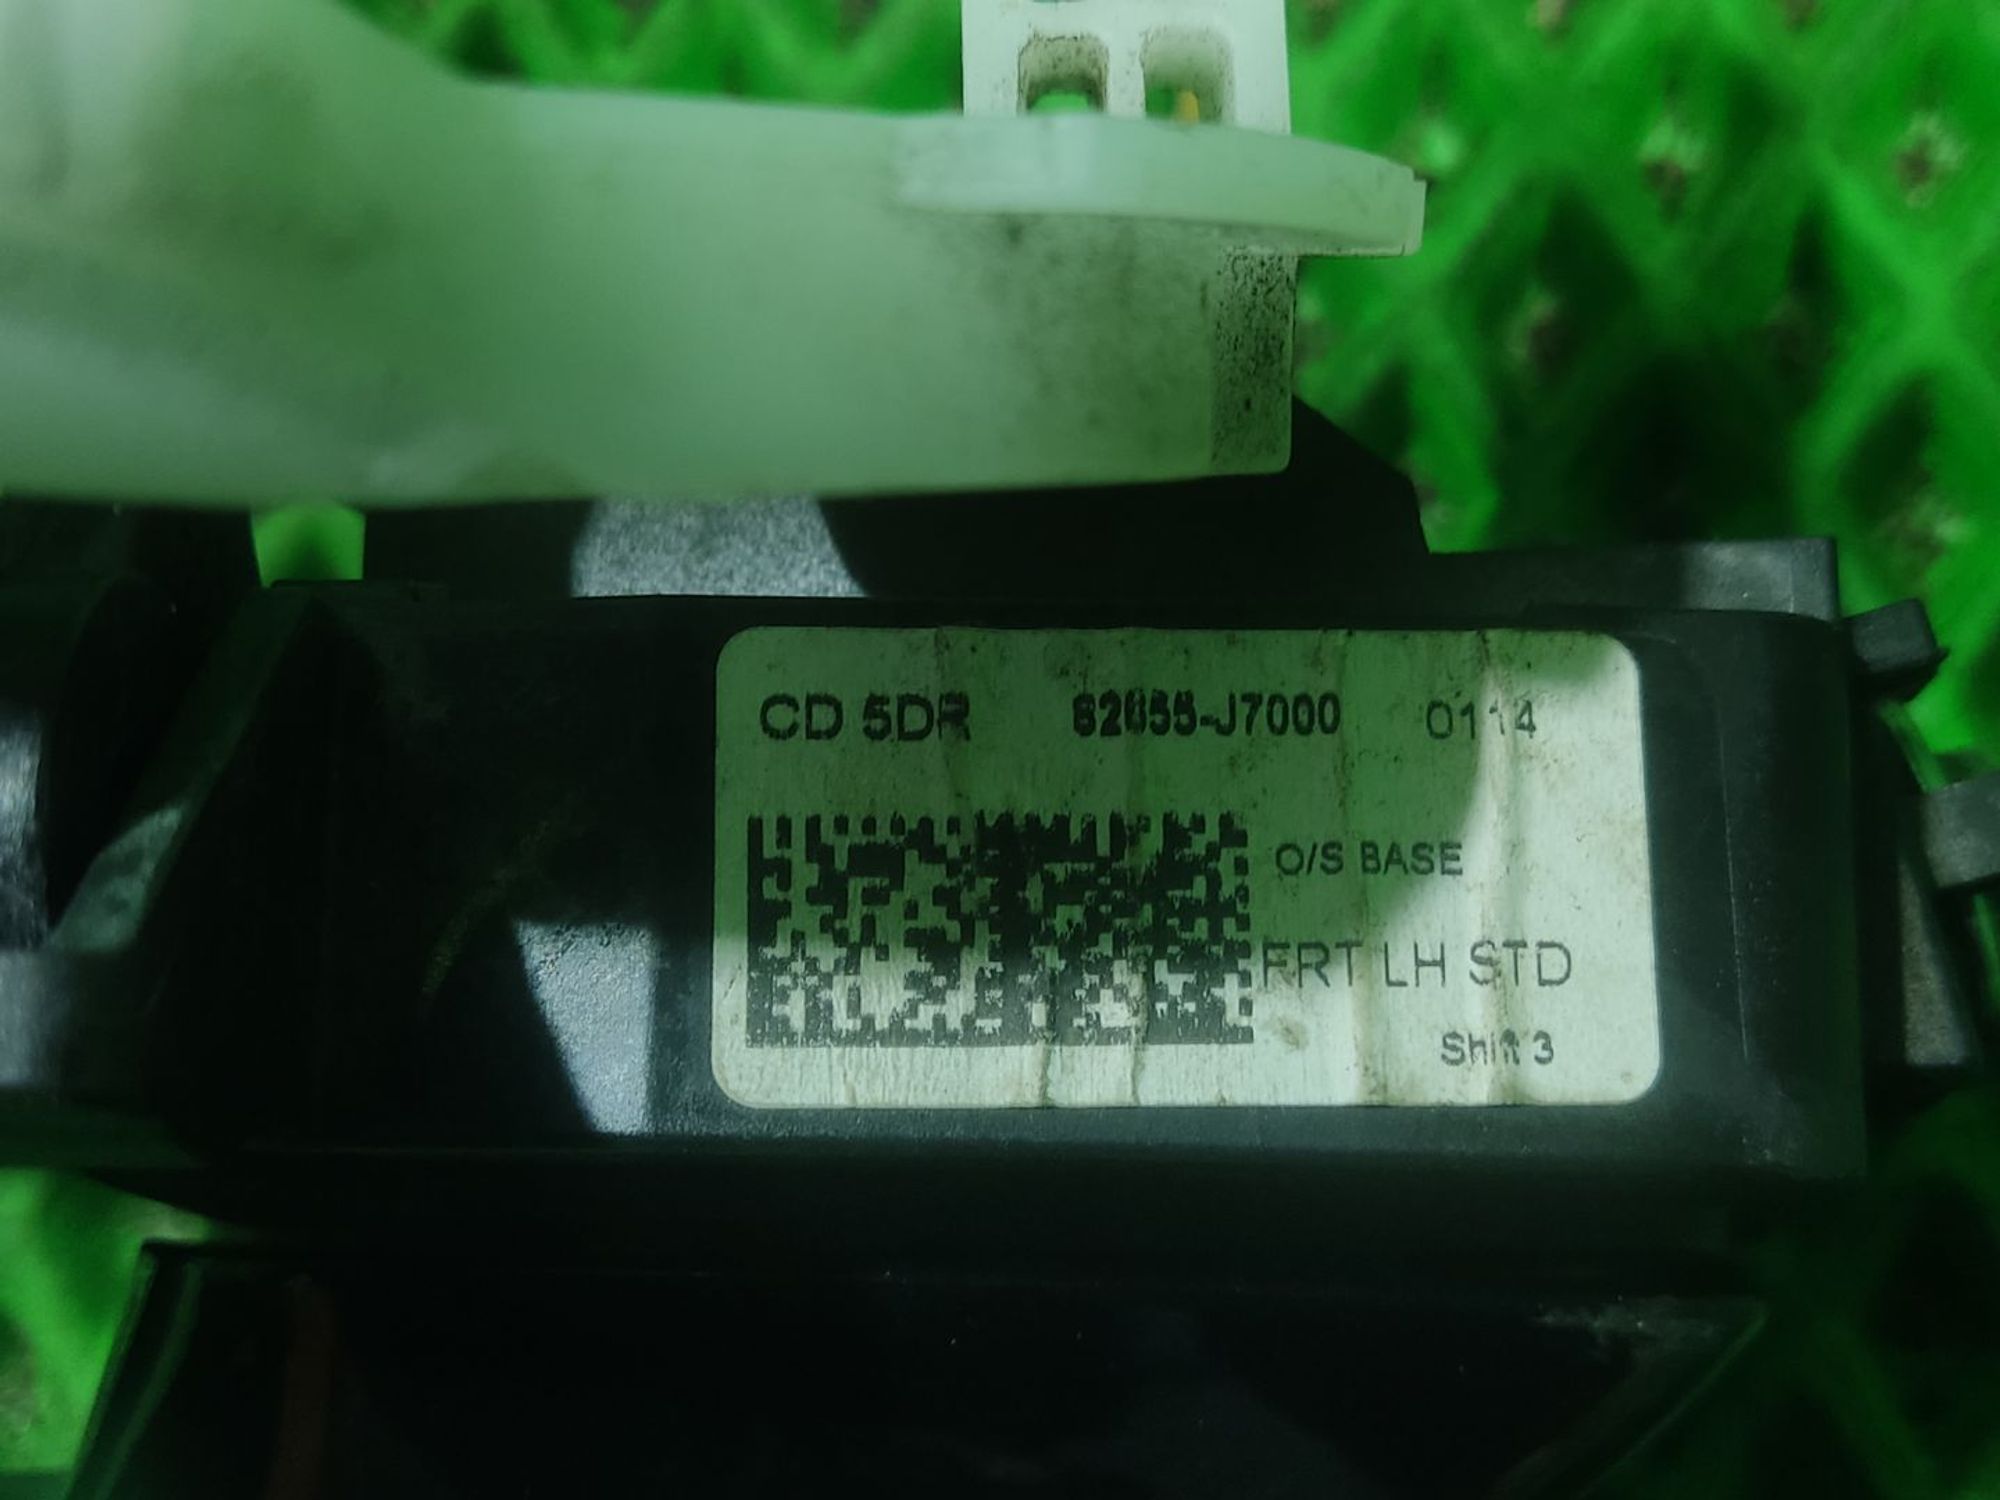 CD 5DR 82655-J7000 0114
O/S BASE
FRT LH STD
Shift 3